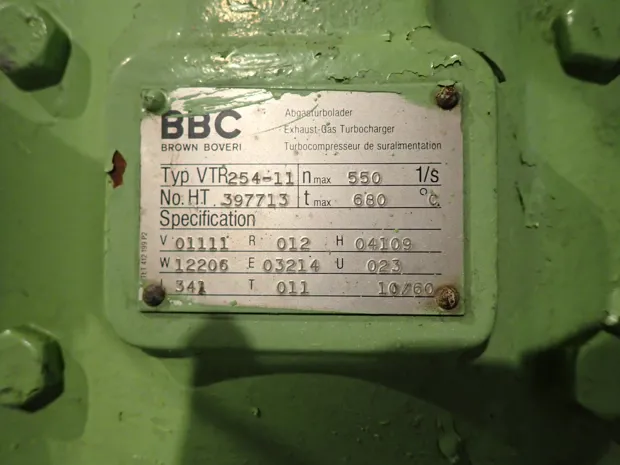 BBC
BROWN BOVERI
Abgasturbolader
Exhaust-Gas Turbocharger
Turbocompresseur de suralimentation
Typ VTR 254-11 n max 550 1/s
No. HT 397713 t max 680 °C
Specification
V 01111 R 012 H 04109
W 12206 E 03214 U 023
341 T 011 10/60